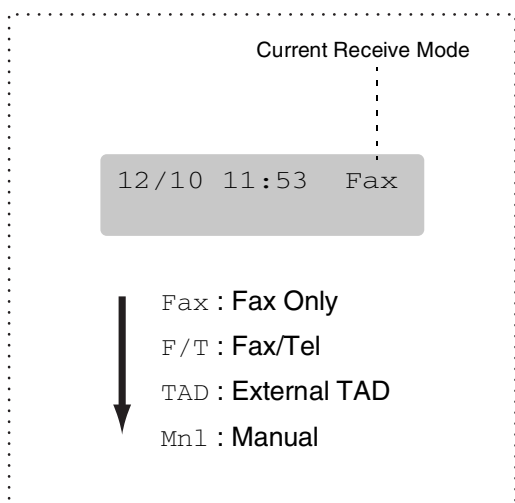 Current Receive Mode
12/10 11:53 Fax
Fax : Fax Only
F/T : Fax/Tel
TAD : External TAD
Mnl : Manual